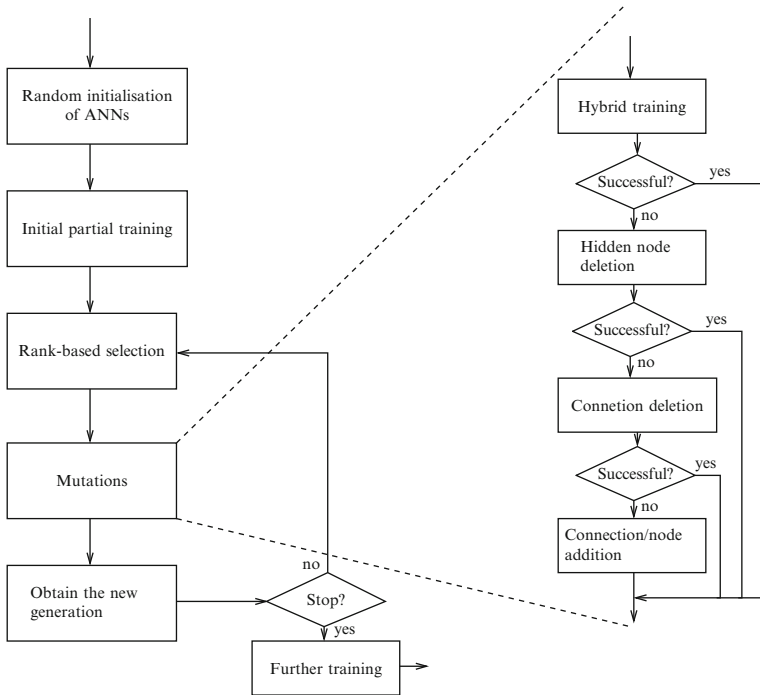 Random initialisation
of ANNs
Initial partial training
Rank-based selection
Mutations
Obtain the new
generation
no
Stop?
yes
Further training
Hybrid training
Successful?
yes
no
Hidden node
deletion
Successful?
yes
no
Connetion deletion
Successful?
yes
no
Connection/node
addition